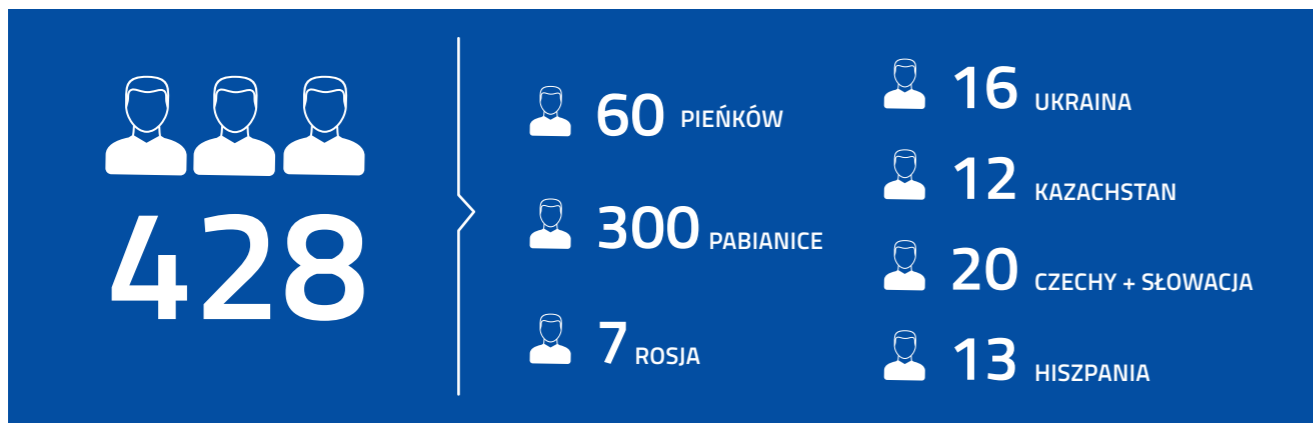 428
60 PIEŃKÓW
300 PABIANICE
7 ROSJA
16 UKRAINA
12 KAZACHSTAN
20 CZECHY + SŁOWACJA
13 HISZPANIA